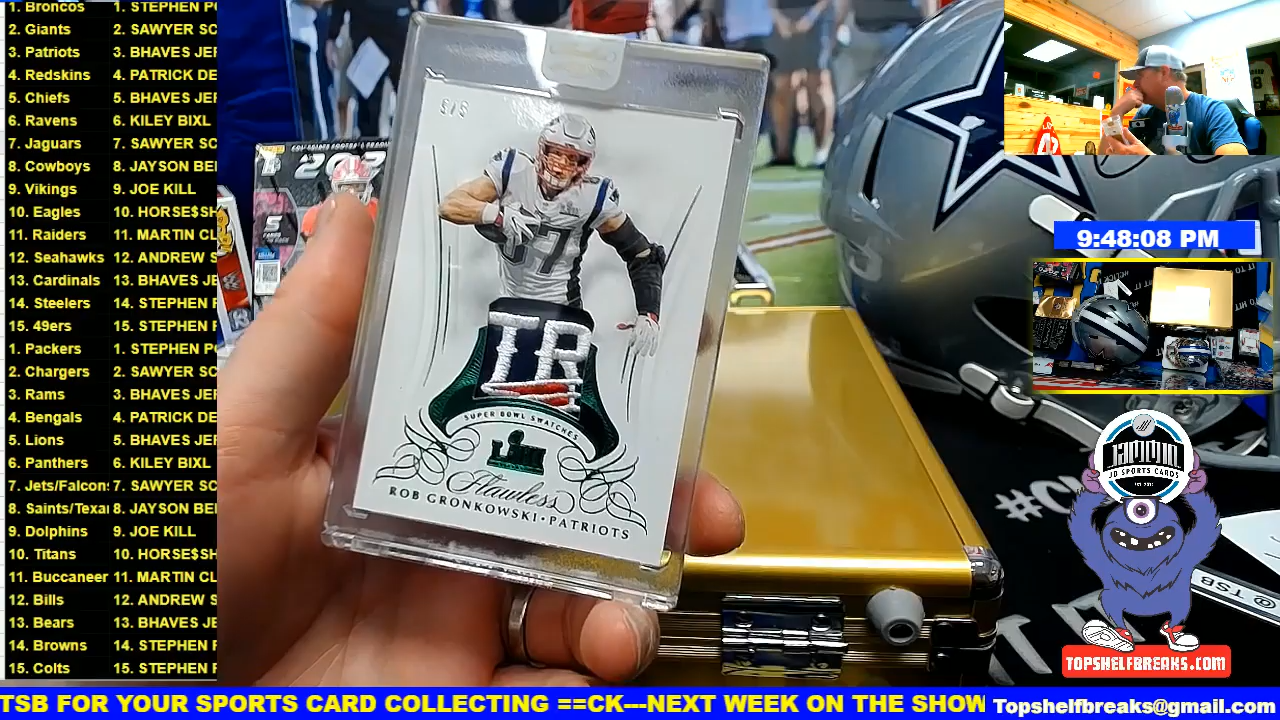 1. Broncos 1. STEPHEN P
2. Giants 2. SAWYER SC
3. Patriots 3. BHAVES JEF
4. Redskins 4. PATRICK DE
5. Chiefs 5. BHAVES JEF
6. Ravens 6. KILEY BIXL
7. Jaguars 7. SAWYER SC
8. Cowboys 8. JAYSON BE
9. Vikings 9. JOE KILL
10. Eagles 10. HORSE$SH
11. Raiders 11. MARTIN CL
12. Seahawks 12. ANDREW S
13. Cardinals 13. BHAVES JE
14. Steelers 14. STEPHEN F
15. 49ers 15. STEPHEN F
1. Packers 1. STEPHEN P
2. Chargers 2. SAWYER SC
3. Rams 3. BHAVES JEF
4. Bengals 4. PATRICK DE
5. Lions 5. BHAVES JEF
6. Panthers 6. KILEY BIXL
7. Jets/Falcon 7. SAWYER SC
8. Saints/Texa 8. JAYSON BE
9. Dolphins 9. JOE KILL
10. Titans 10. HORSE$SH
11. Buccaneer 11. MARTIN CL
12. Bills 12. ANDREW S
13. Bears 13. BHAVES JE
14. Browns 14. STEPHEN F
15. Colts 15. STEPHEN F
5/5
87
SUPER BOWL SWATCHES
LIII
Flawless
ROB GRONKOWSKI • PATRIOTS
9:48:08 PM
JAMMO
JD SPORTS CARDS
TOPSHELFBREAKS.COM
@ TSB
TSB FOR YOUR SPORTS CARD COLLECTING ==CK---NEXT WEEK ON THE SHOW
Topshelfbreaks@gmail.com